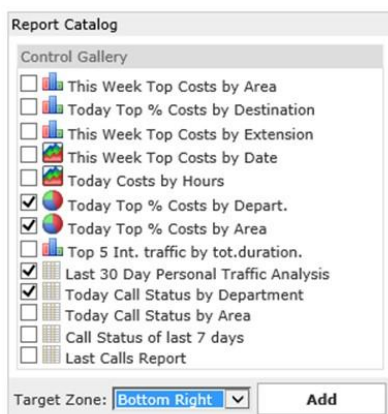 Report Catalog
Control Gallery
This Week Top Costs by Area
Today Top % Costs by Destination
This Week Top Costs by Extension
This Week Top Costs by Date
Today Costs by Hours
Today Top % Costs by Depart.
Today Top % Costs by Area
Top 5 Int. traffic by tot.duration.
Last 30 Day Personal Traffic Analysis
Today Call Status by Department
Today Call Status by Area
Call Status of last 7 days
Last Calls Report
Target Zone: Bottom Right Add